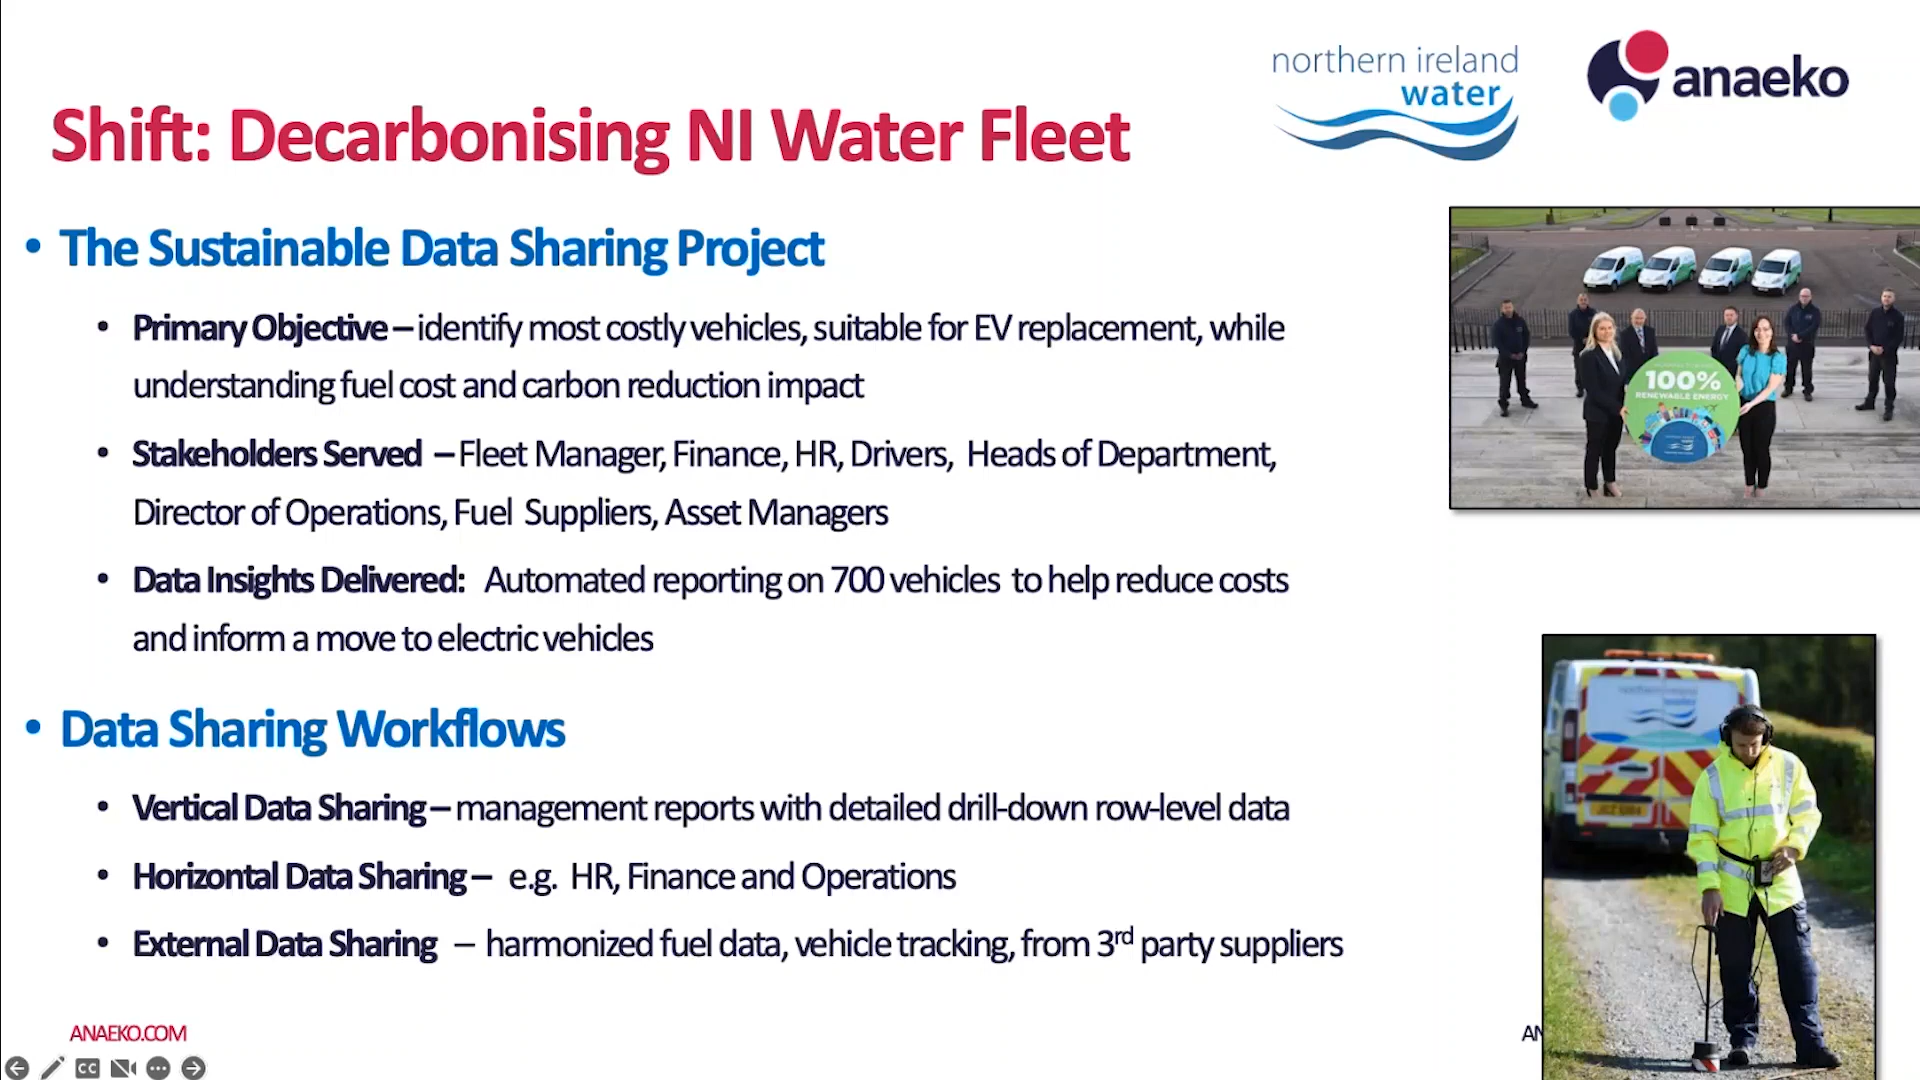 northern ireland
water
anaeko
Shift: Decarbonising NI Water Fleet
• The Sustainable Data Sharing Project
• Primary Objective – identify most costly vehicles, suitable for EV replacement, while
understanding fuel cost and carbon reduction impact
• Stakeholders Served – Fleet Manager, Finance, HR, Drivers, Heads of Department,
Director of Operations, Fuel Suppliers, Asset Managers
• Data Insights Delivered: Automated reporting on 700 vehicles to help reduce costs
and inform a move to electric vehicles
100%
RENEWABLE ENERGY
• Data Sharing Workflows
• Vertical Data Sharing – management reports with detailed drill-down row-level data
• Horizontal Data Sharing – e.g. HR, Finance and Operations
• External Data Sharing – harmonized fuel data, vehicle tracking, from 3rd party suppliers
ANAEKO.COM
AN
CC